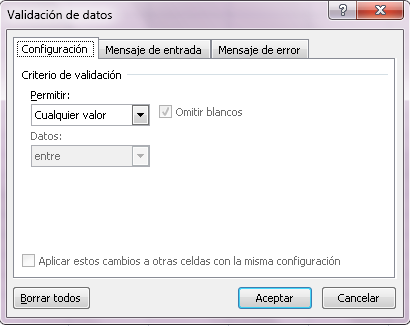 Validación de datos
Configuración Mensaje de entrada Mensaje de error
Criterio de validación
Permitir:
Cualquier valor Omitir blancos
Datos:
entre
Aplicar estos cambios a otras celdas con la misma configuración
Borrar todos Aceptar Cancelar